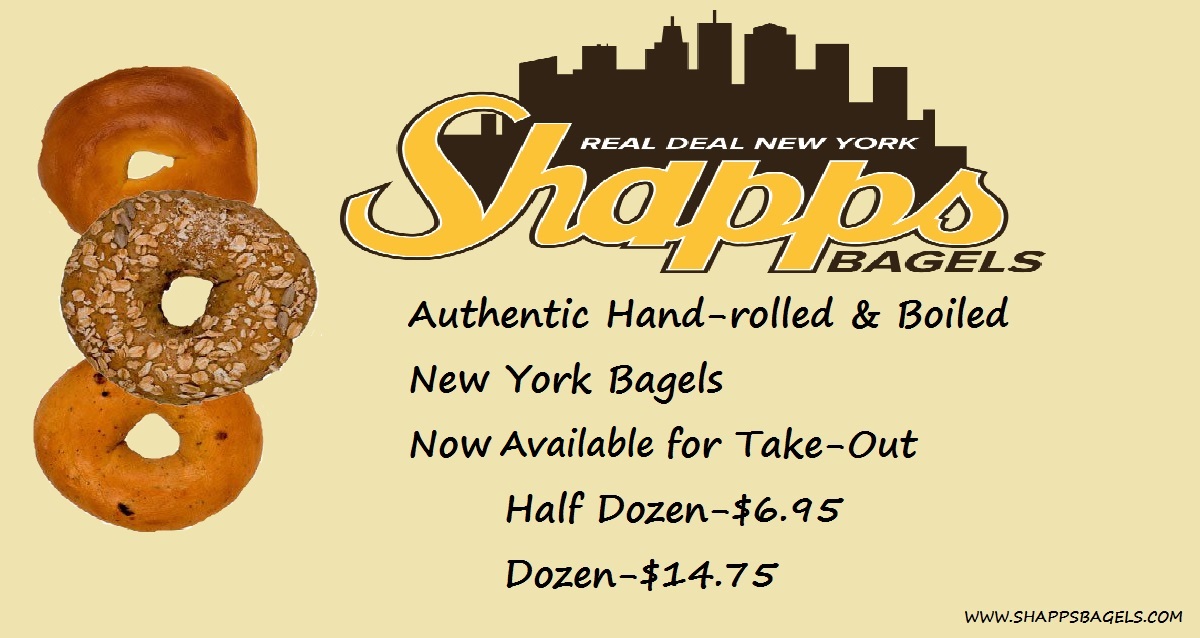 REAL DEAL NEW YORK
Shapps
BAGELS
Authentic Hand-rolled & Boiled
New York Bagels
Now Available for Take-Out
Half Dozen-$6.95
Dozen-$14.75
WWW.SHAPPSBAGELS.COM